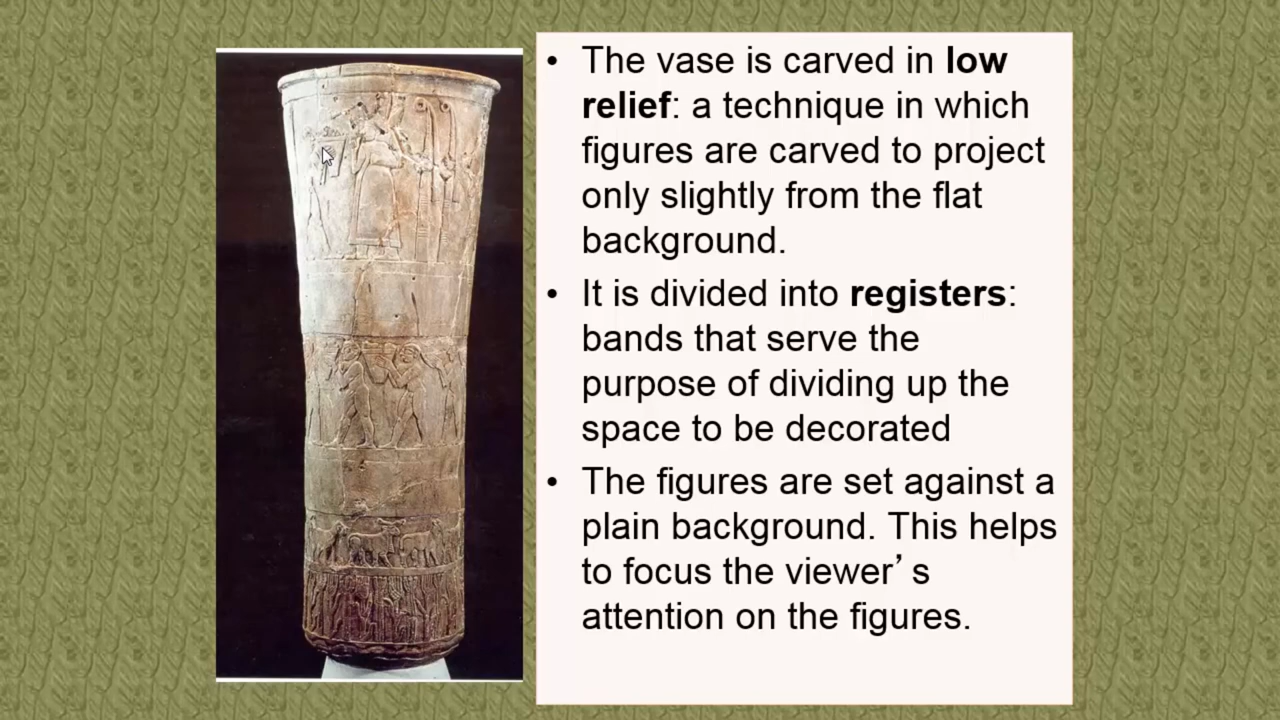 • The vase is carved in low
relief: a technique in which
figures are carved to project
only slightly from the flat
background.
• It is divided into registers:
bands that serve the
purpose of dividing up the
space to be decorated
• The figures are set against a
plain background. This helps
to focus the viewer’s
attention on the figures.